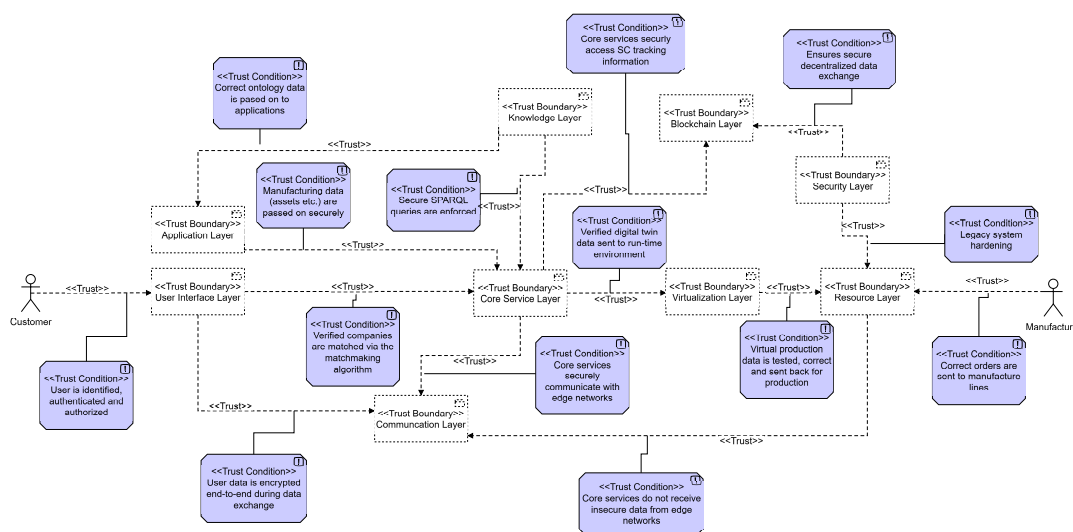 <<Trust Condition>>
Core services securly
access SC tracking
information
<<Trust Condition>>
Ensures secure
decentralized data
exchange
<<Trust Condition>>
Correct ontology data
is pased on to
applications
<<Trust Boundary>>
Knowledge Layer
<<Trust Boundary>>
Blockchain Layer
<<Trust>>
<<Trust>>
<<Trust Condition>>
Manufacturing data
(assets etc.) are
passed on securely
<<Trust Condition>>
Secure SPARQL
queries are enforced
<<Trust>>
<<Trust>>
<<Trust Boundary>>
Security Layer
<<Trust Boundary>>
Application Layer
<<Trust>>
<<Trust Condition>>
Verified digital twin
data sent to run-time
environment
<<Trust Condition>>
Legacy system
hardening
Customer
<<Trust>>
<<Trust Boundary>>
User Interface Layer
<<Trust>>
<<Trust Boundary>>
Core Service Layer
<<Trust>>
<<Trust Boundary>>
Virtualization Layer
<<Trust>>
<<Trust Boundary>>
Resource Layer
<<Trust>>
Manufactur
<<Trust Condition>>
User is identified,
authenticated and
authorized
<<Trust Condition>>
Verified companies
are matched via the
matchmaking
algorithm
<<Trust>>
<<Trust Condition>>
Core services
securely
communicate with
edge networks
<<Trust Condition>>
Virtual production
data is tested, correct
and sent back for
production
<<Trust Condition>>
Correct orders are
sent to manufacture
lines
<<Trust>>
<<Trust Boundary>>
Communcation Layer
<<Trust>>
<<Trust Condition>>
User data is encrypted
end-to-end during data
exchange
<<Trust Condition>>
Core services do not receive
insecure data from edge
networks